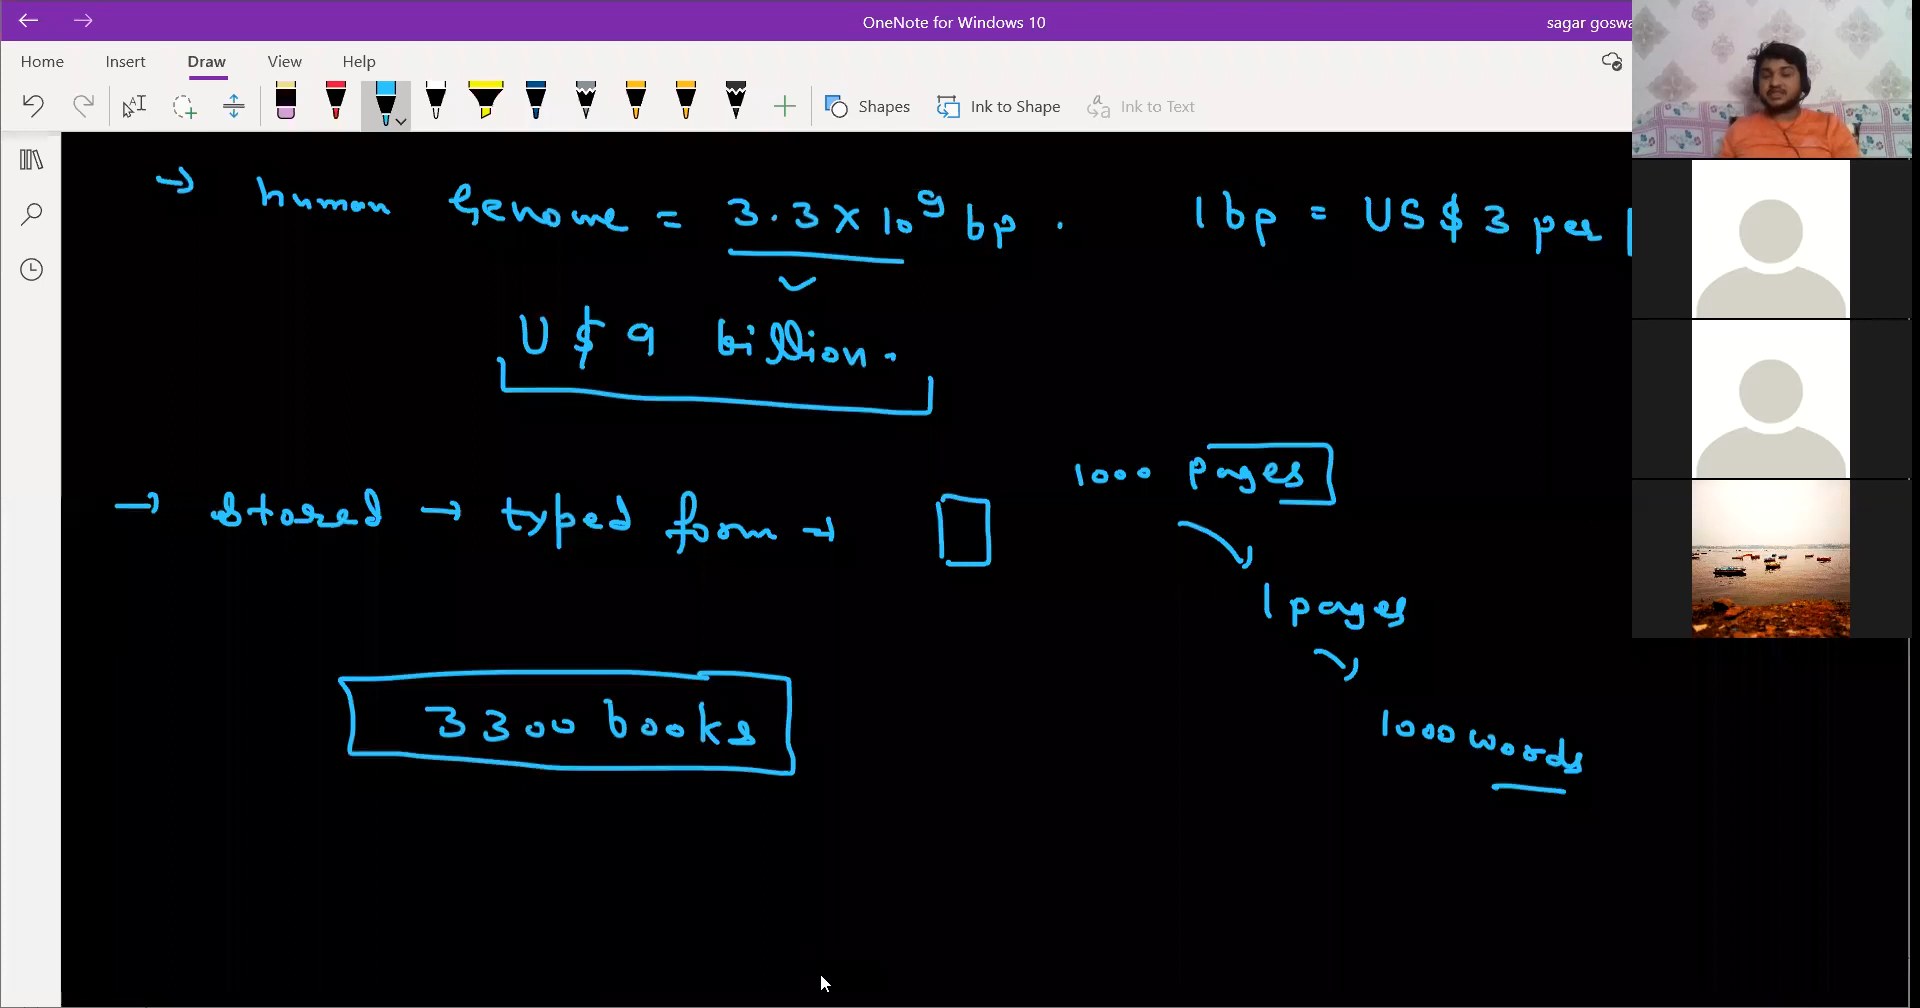 OneNote for Windows 10
sagar goswa
Home Insert Draw View Help
Shapes Ink to Shape Ink to Text
→ human Genome = 3.3 x 10⁹ bp. 1 bp = US $ 3 per
U $ 9 billion.
→ stored → typed form →
1000 pages
1 pages
1000 words
3300 books